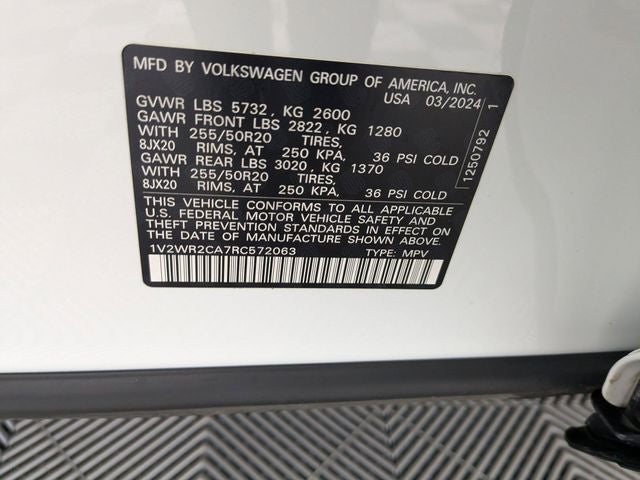 MFD BY VOLKSWAGEN GROUP OF AMERICA, INC.
USA 03/2024
GVWR LBS 5732, KG 2600
GAWR FRONT LBS 2822, KG 1280
WITH 255/50R20 TIRES,
8JX20 RIMS, AT 250 KPA, 36 PSI COLD
GAWR REAR LBS 3020, KG 1370
WITH 255/50R20 TIRES,
8JX20 RIMS, AT 250 KPA, 36 PSI COLD
THIS VEHICLE CONFORMS TO ALL APPLICABLE
U.S. FEDERAL MOTOR VEHICLE SAFETY AND
THEFT PREVENTION STANDARDS IN EFFECT ON
THE DATE OF MANUFACTURE SHOWN ABOVE.
1V2WR2CA7RC572063 TYPE: MPV
1250792 1